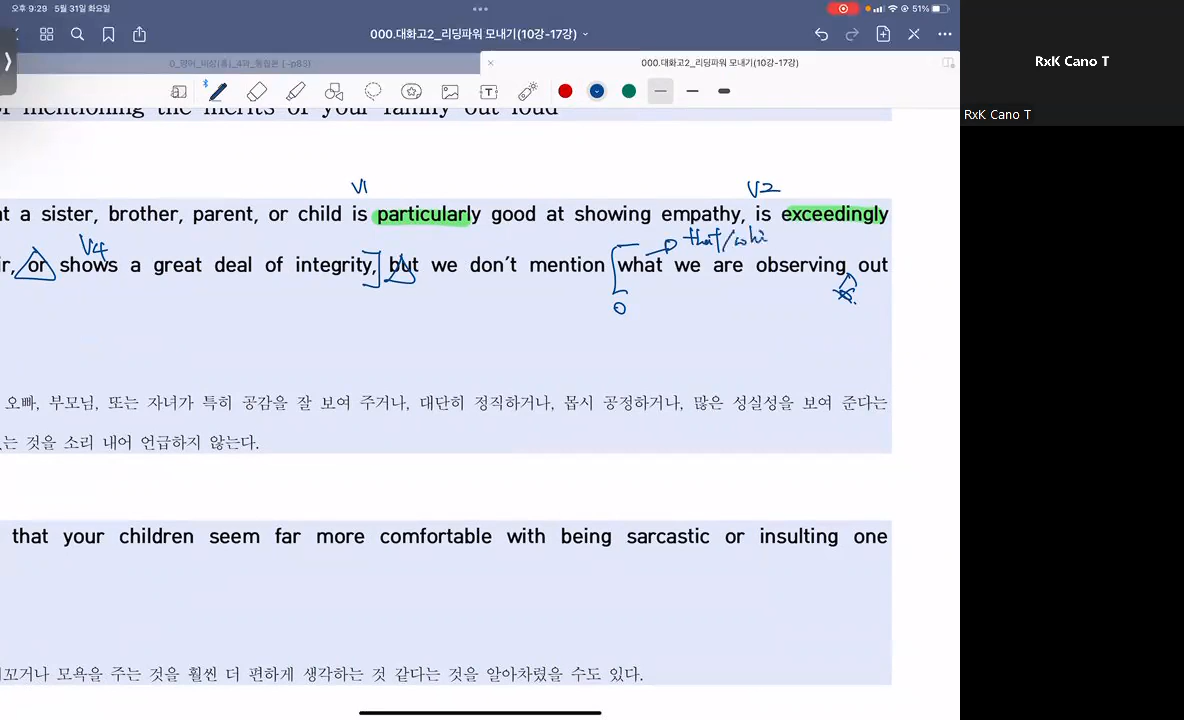 오후 9:29 5월 31일 화요일
51%
000.대화고2_리딩파워 모내기(10강-17강)
RxK Cano T
000.대화고2_리딩파워 모내기(10강-17강)
RxK Cano T
mentioning the merits of your family out loud
V1 V2
a sister, brother, parent, or child is particularly good at showing empathy, is exceedingly
V4 that/whi
or shows a great deal of integrity, but we don't mention what we are observing out
O
오빠, 부모님, 또는 자녀가 특히 공감을 잘 보여 주거나, 대단히 정직하거나, 몹시 공정하거나, 많은 성실성을 보여 준다는
는 것을 소리 내어 언급하지 않는다.
that your children seem far more comfortable with being sarcastic or insulting one
꼬거나 모욕을 주는 것을 훨씬 더 편하게 생각하는 것 같다는 것을 알아차렸을 수도 있다.